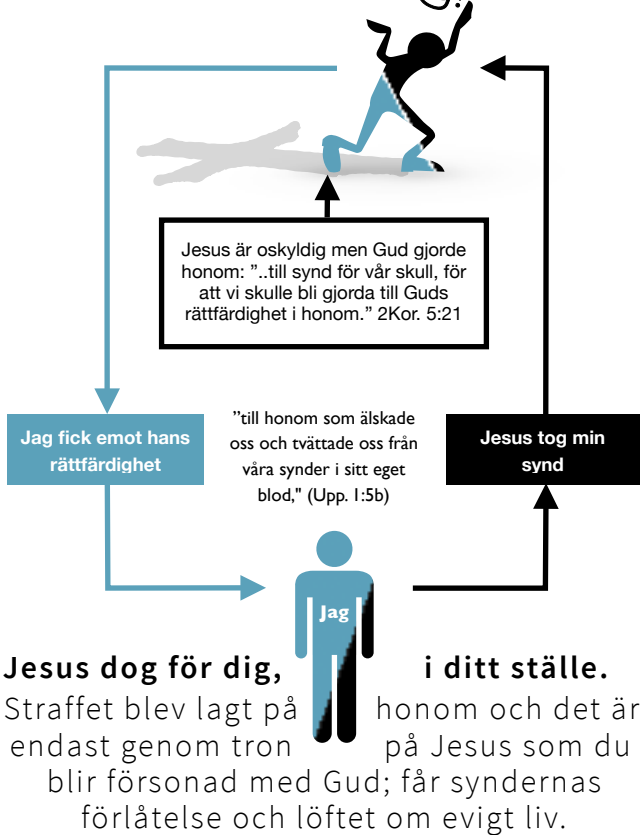 Jesus är oskyldig men Gud gjorde
honom: ”..till synd för vår skull, för
att vi skulle bli gjorda till Guds
rättfärdighet i honom.” 2Kor. 5:21
Jag fick emot hans
rättfärdighet
”till honom som älskade
oss och tvättade oss från
våra synder i sitt eget
blod," (Upp. 1:5b)
Jesus tog min
synd
Jag
Jesus dog för dig, i ditt ställe.
Straffet blev lagt på honom och det är
endast genom tron på Jesus som du
blir försonad med Gud; får syndernas
förlåtelse och löftet om evigt liv.